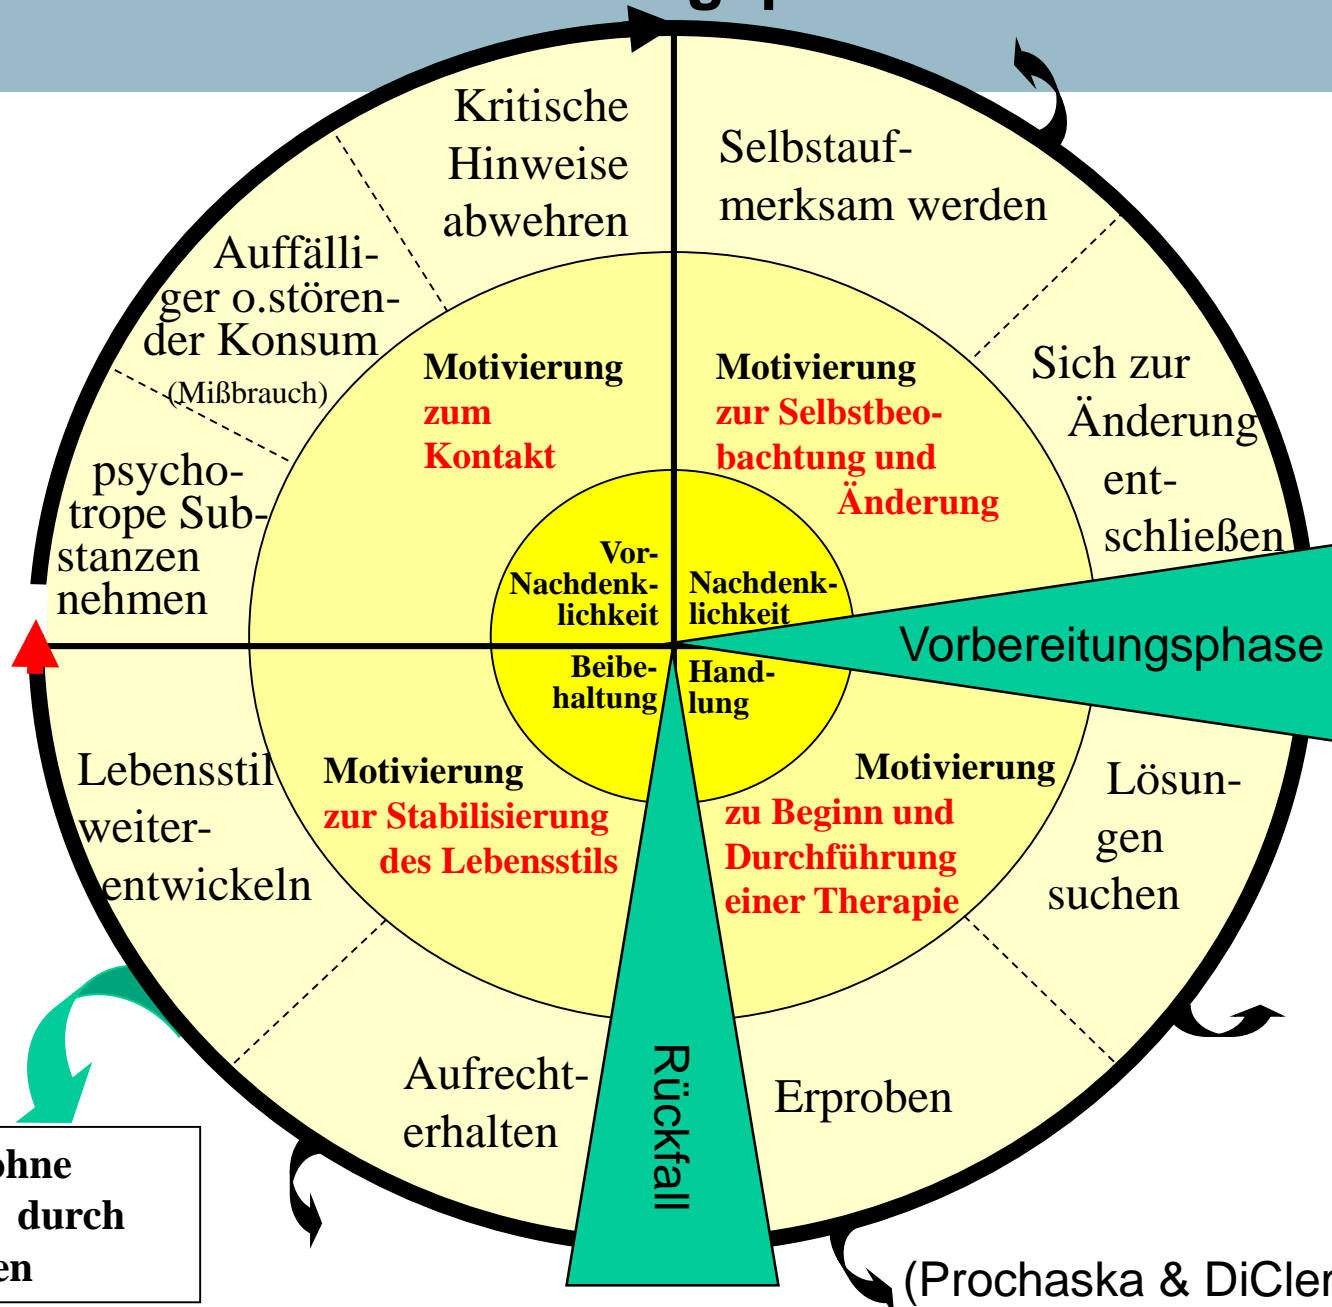 Kritische
Hinweise
abwehren
Selbstauf-
merksam werden
Auffälli-
ger o.stören-
der Konsum
(Mißbrauch)
Sich zur
Änderung
ent-
schließen
Motivierung
zum
Kontakt
Motivierung
zur Selbstbeo-
bachtung und
Änderung
psycho-
trope Sub-
stanzen
nehmen
Vor-
Nachdenk-
lichkeit
Nachdenk-
lichkeit
Vorbereitungsphase
Beibe-
haltung
Hand-
lung
Lebensstil
weiter-
entwickeln
Motivierung
zur Stabilisierung
des Lebensstils
Motivierung
zu Beginn und
Durchführung
einer Therapie
Lösun-
gen
suchen
Aufrecht-
erhalten
Rückfall
Erproben
ohne
durch
en
(Prochaska & DiCler